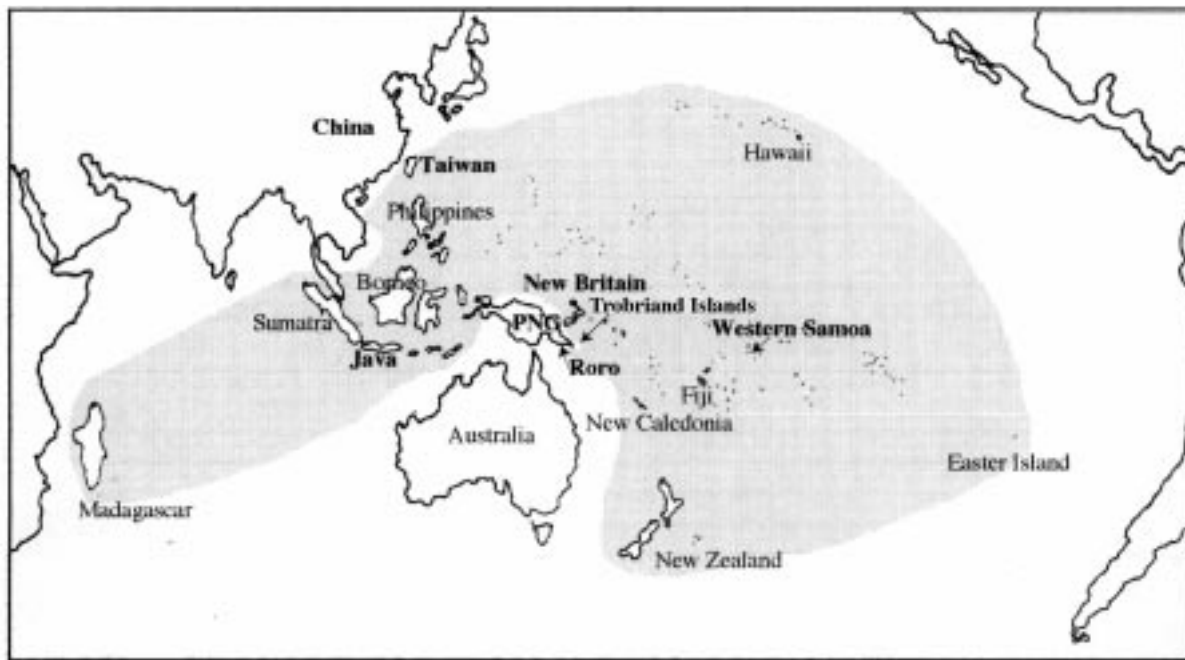 China
Taiwan
Hawaii
Philippines
Borneo
New Britain
Trobriand Islands
Sumatra
PNG
Western Samoa
Java
Roro
Fiji
New Caledonia
Australia
Easter Island
Madagascar
New Zealand